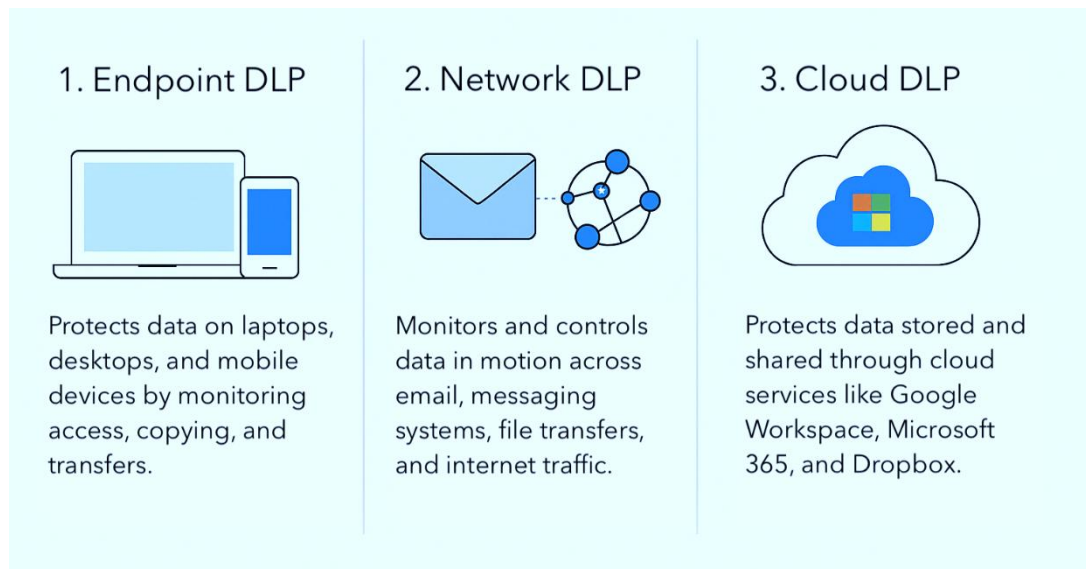 1. Endpoint DLP
Protects data on laptops,
desktops, and mobile
devices by monitoring
access, copying, and
transfers.
2. Network DLP
Monitors and controls
data in motion across
email, messaging
systems, file transfers,
and internet traffic.
3. Cloud DLP
Protects data stored and
shared through cloud
services like Google
Workspace, Microsoft
365, and Dropbox.